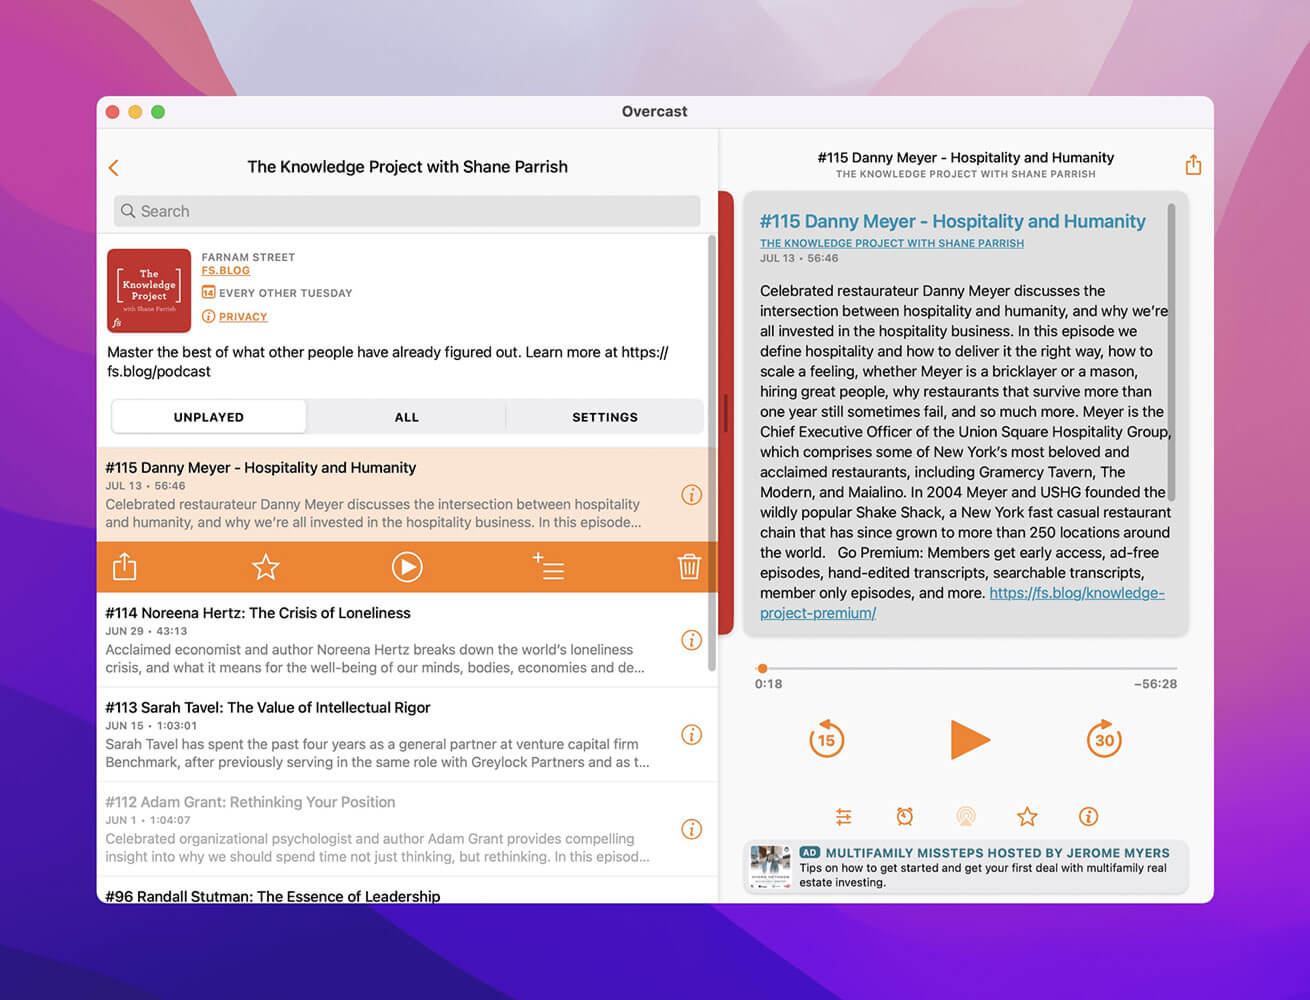 Overcast
The Knowledge Project with Shane Parrish
Search
The
Knowledge
Project
with Shane Parrish
fs
FARNAM STREET
FS.BLOG
14 EVERY OTHER TUESDAY
PRIVACY
Master the best of what other people have already figured out. Learn more at https://
fs.blog/podcast
UNPLAYED ALL SETTINGS
#115 Danny Meyer - Hospitality and Humanity
JUL 13 • 56:46
Celebrated restaurateur Danny Meyer discusses the intersection between hospitality
and humanity, and why we're all invested in the hospitality business. In this episode...
#114 Noreena Hertz: The Crisis of Loneliness
JUN 29 • 43:13
Acclaimed economist and author Noreena Hertz breaks down the world's loneliness
crisis, and what it means for the well-being of our minds, bodies, economies and de...
#113 Sarah Tavel: The Value of Intellectual Rigor
JUN 15 • 1:03:01
Sarah Tavel has spent the past four years as a general partner at venture capital firm
Benchmark, after previously serving in the same role with Greylock Partners and as t...
#112 Adam Grant: Rethinking Your Position
JUN 1 • 1:04:07
Celebrated organizational psychologist and author Adam Grant provides compelling
insight into why we should spend time not just thinking, but rethinking. In this episod...
#96 Randall Stutman: The Essence of Leadership
#115 Danny Meyer - Hospitality and Humanity
THE KNOWLEDGE PROJECT WITH SHANE PARRISH
#115 Danny Meyer - Hospitality and Humanity
THE KNOWLEDGE PROJECT WITH SHANE PARRISH
JUL 13 • 56:46
Celebrated restaurateur Danny Meyer discusses the
intersection between hospitality and humanity, and why we're
all invested in the hospitality business. In this episode we
define hospitality and how to deliver it the right way, how to
scale a feeling, whether Meyer is a bricklayer or a mason,
hiring great people, why restaurants that survive more than
one year still sometimes fail, and so much more. Meyer is the
Chief Executive Officer of the Union Square Hospitality Group,
which comprises some of New York's most beloved and
acclaimed restaurants, including Gramercy Tavern, The
Modern, and Maialino. In 2004 Meyer and USHG founded the
wildly popular Shake Shack, a New York fast casual restaurant
chain that has since grown to more than 250 locations around
the world. Go Premium: Members get early access, ad-free
episodes, hand-edited transcripts, searchable transcripts,
member only episodes, and more. https://fs.blog/knowledge-
project-premium/
0:18 −56:28
15 30
AD MULTIFAMILY MISSTEPS HOSTED BY JEROME MYERS
Tips on how to get started and get your first deal with multifamily real
estate investing.